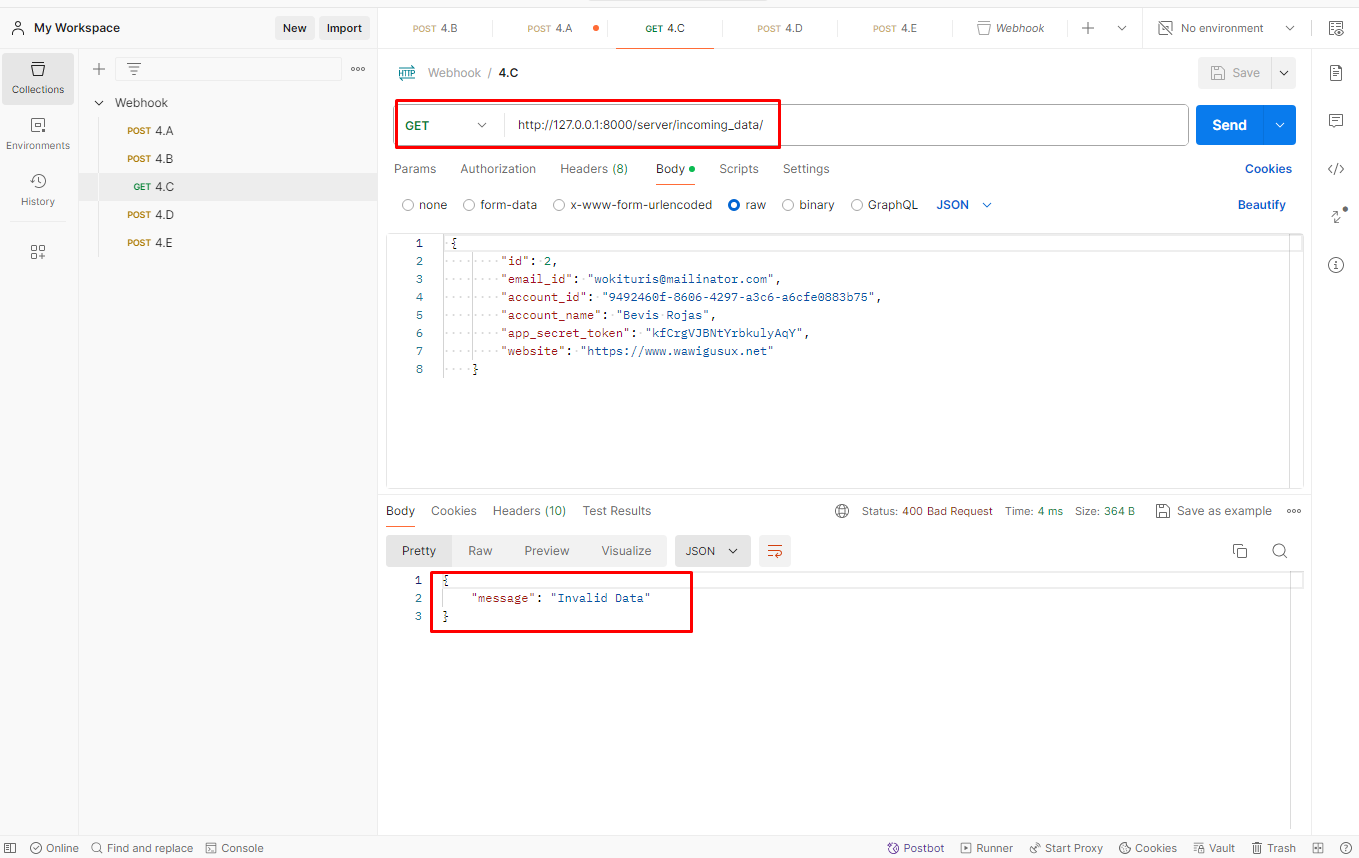 My Workspace
New
Import
POST 4.B
POST 4.A
GET 4.C
POST 4.D
POST 4.E
Webhook
No environment
Collections
Environments
History
Webhook
POST 4.A
POST 4.B
GET 4.C
POST 4.D
POST 4.E
HTTP Webhook / 4.C
Save
GET http://127.0.0.1:8000/server/incoming_data/
Send
Params Authorization Headers (8) Body Scripts Settings
Cookies
none form-data x-www-form-urlencoded raw binary GraphQL JSON
Beautify
1 {
2 "id": 2,
3 "email_id": "wokituris@mailinator.com",
4 "account_id": "9492460f-8606-4297-a3c6-a6cfe0883b75",
5 "account_name": "Bevis Rojas",
6 "app_secret_token": "kfCrgVJBNtYrbkulyAqY",
7 "website": "https://www.wawigusux.net"
8 }
Body Cookies Headers (10) Test Results
Status: 400 Bad Request Time: 4 ms Size: 364 B
Save as example
Pretty Raw Preview Visualize JSON
1 {
2 "message": "Invalid Data"
3 }
Online Find and replace Console
Postbot Runner Start Proxy Cookies Vault Trash